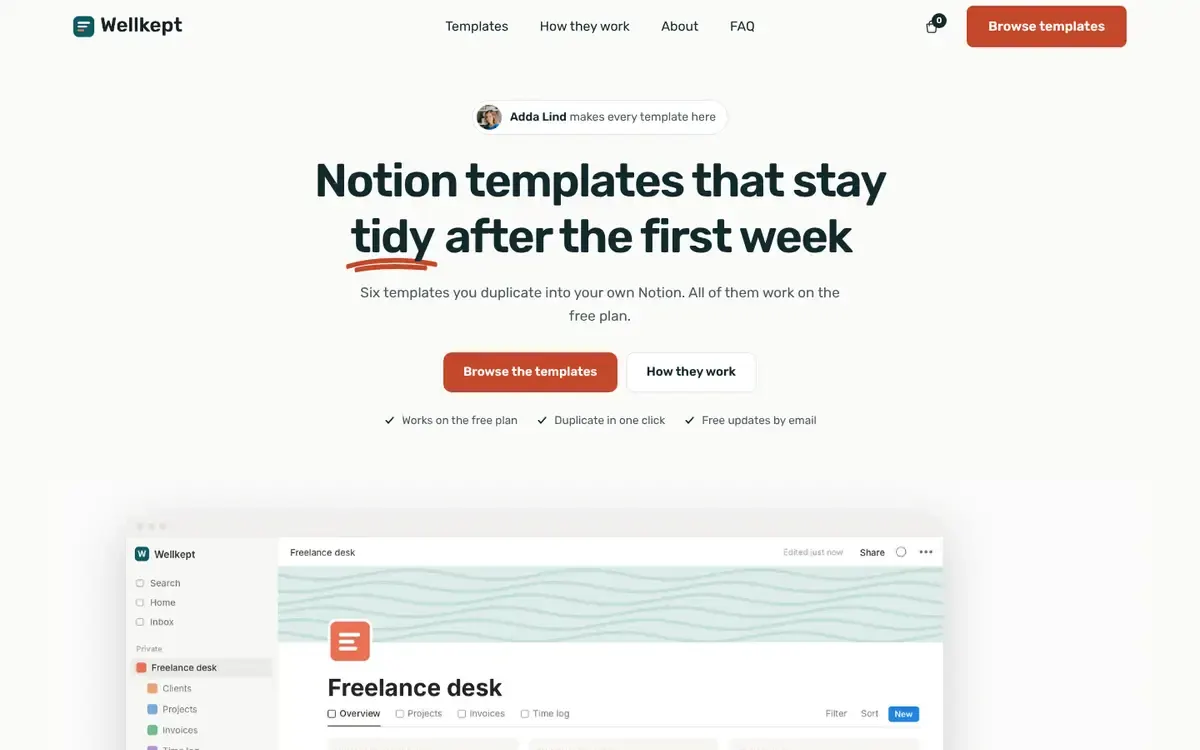 Wellkept
Templates
How they work
About
FAQ
0
Browse templates
Adda Lind makes every template here
Notion templates that stay
tidy after the first week
Six templates you duplicate into your own Notion. All of them work on the
free plan.
Browse the templates
How they work
Works on the free plan
Duplicate in one click
Free updates by email
W Wellkept
Freelance desk
Edited just now
Share
Search
Home
Inbox
Private
Freelance desk
Clients
Projects
Invoices
Freelance desk
Overview
Projects
Invoices
Time log
Filter
Sort
New